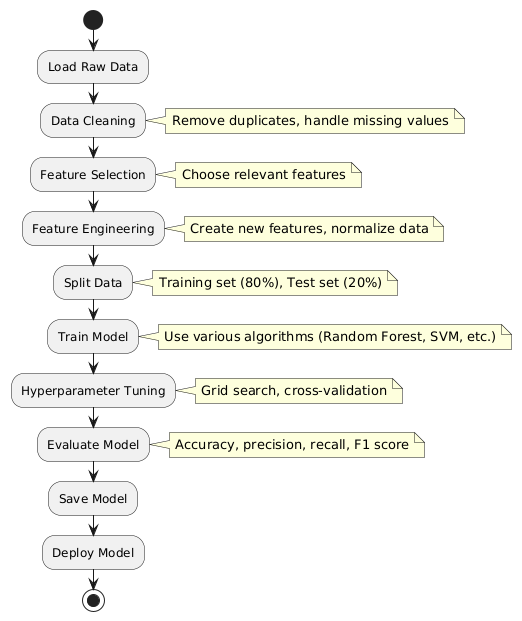 Load Raw Data
Data Cleaning
Remove duplicates, handle missing values
Feature Selection
Choose relevant features
Feature Engineering
Create new features, normalize data
Split Data
Training set (80%), Test set (20%)
Train Model
Use various algorithms (Random Forest, SVM, etc.)
Hyperparameter Tuning
Grid search, cross-validation
Evaluate Model
Accuracy, precision, recall, F1 score
Save Model
Deploy Model